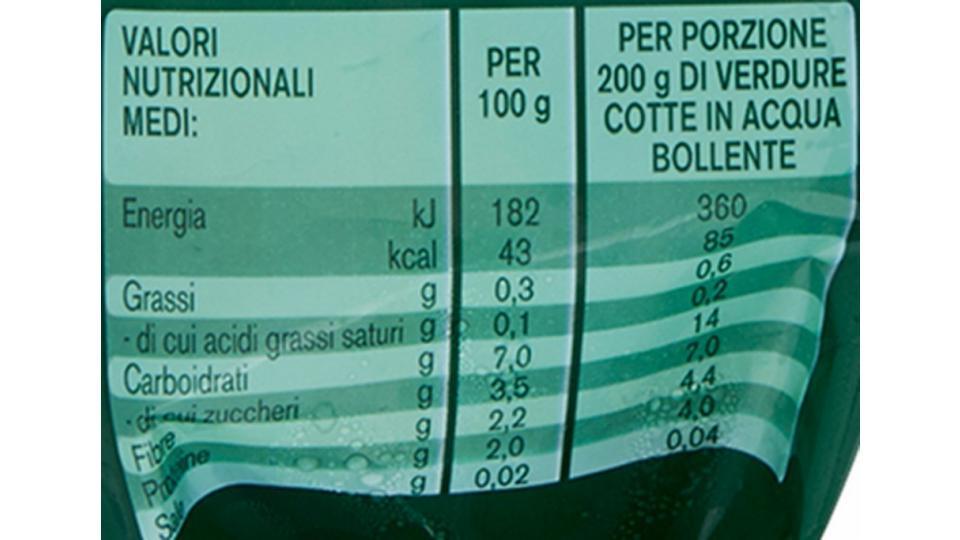 VALORI NUTRIZIONALI MEDI: PER 100 g PER PORZIONE 200 g DI VERDURE COTTE IN ACQUA BOLLENTE
Energia kJ 182 360
kcal 43 85
Grassi g 0,3 0,6
- di cui acidi grassi saturi g 0,1 0,2
Carboidrati g 7,0 14
- di cui zuccheri g 3,5 7,0
Fibre g 2,2 4,4
Proteine g 2,0 4,0
Sale g 0,02 0,04